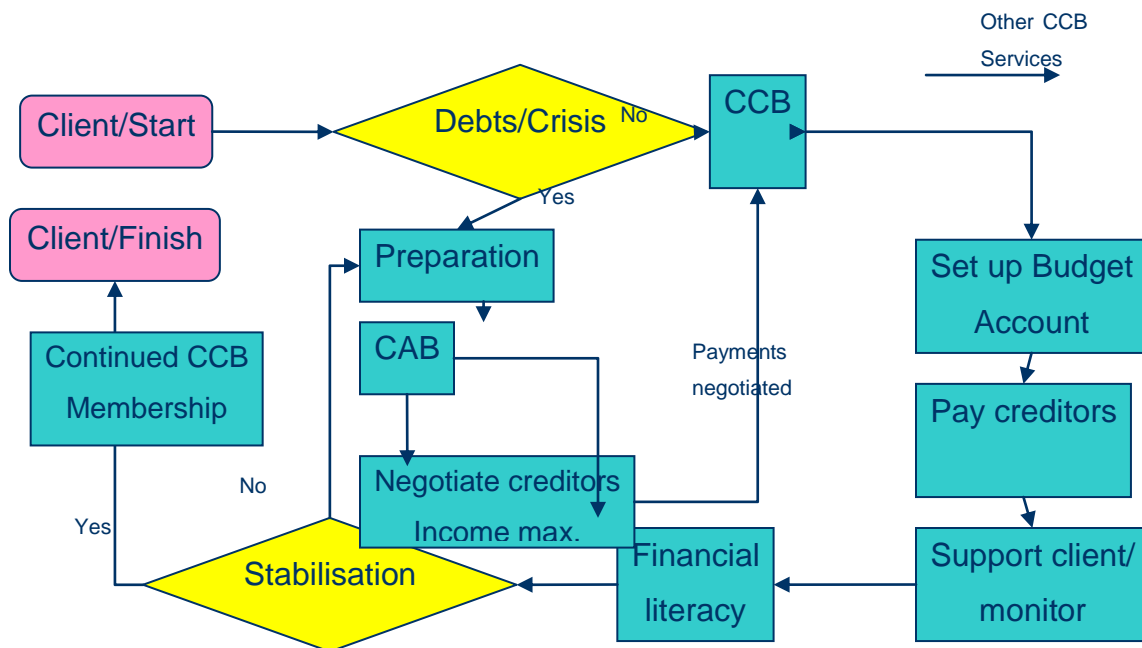 Other CCB
Services
Client/Start
Debts/Crisis
No
CCB
Yes
Client/Finish
Preparation
Set up Budget
Account
Continued CCB
Membership
CAB
Payments
negotiated
Pay creditors
Negotiate creditors
Income max.
No
Yes
Stabilisation
Financial
literacy
Support client/
monitor